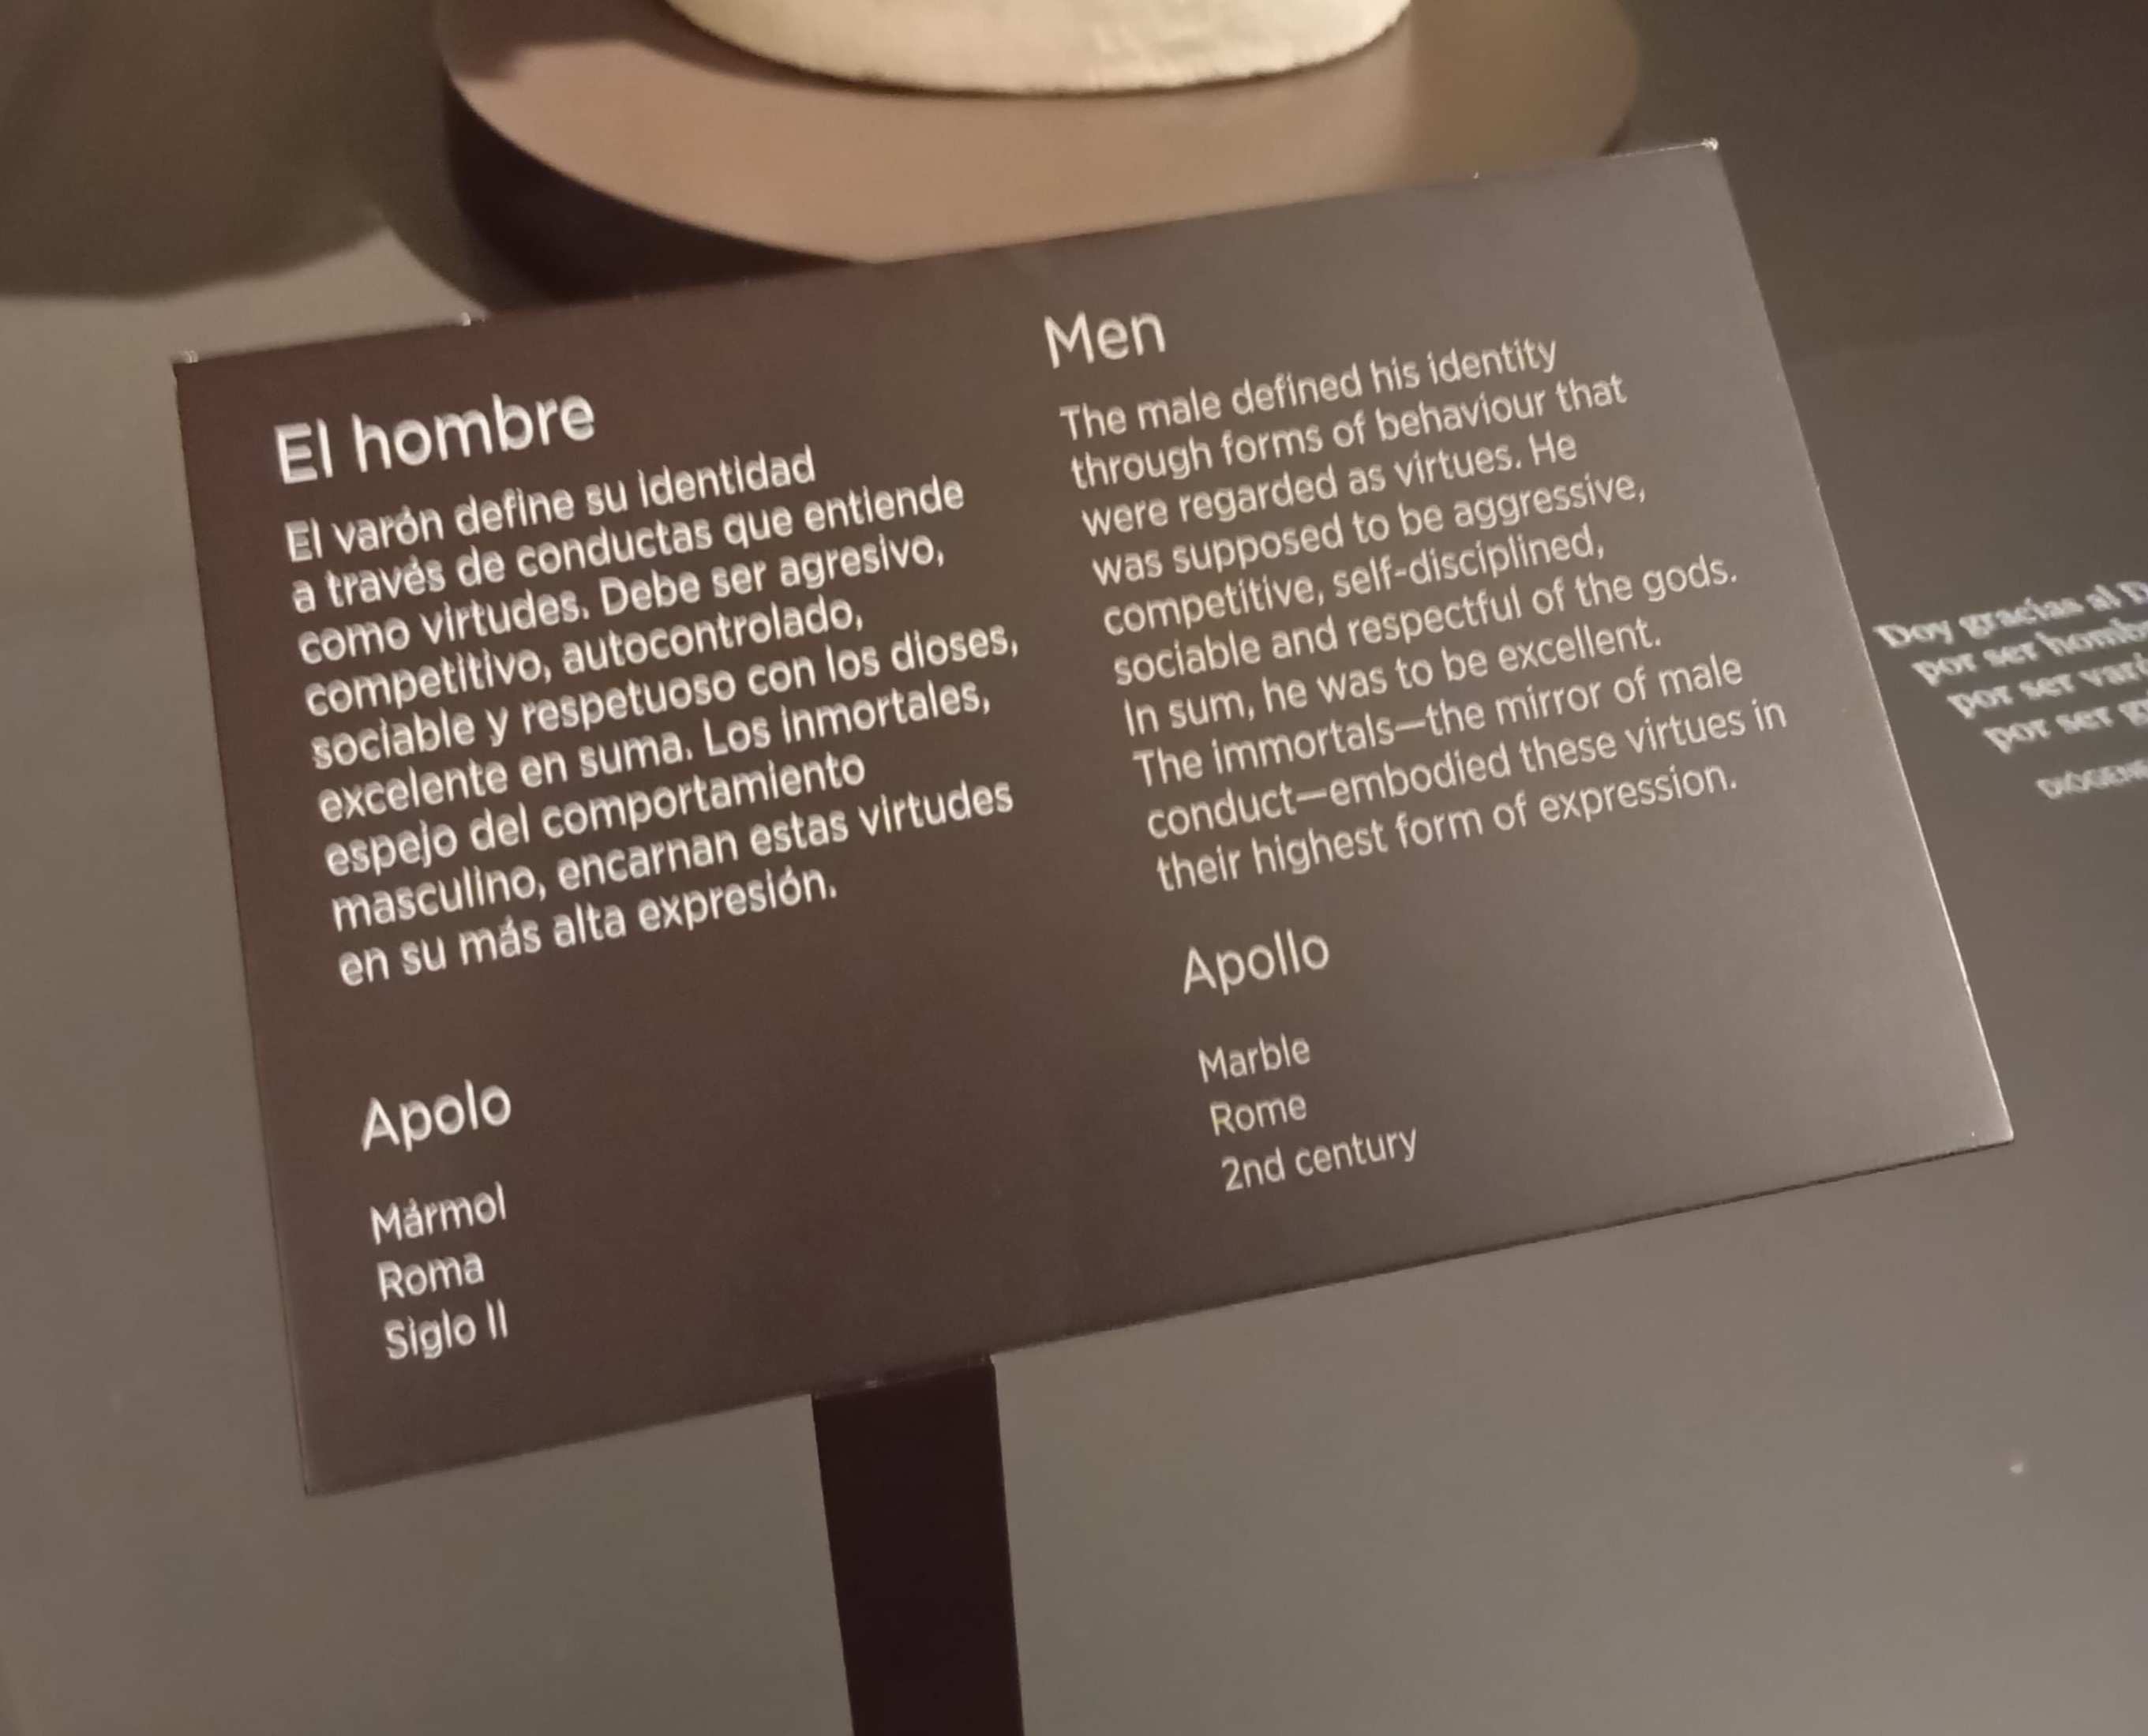 El hombre
El varón define su identidad
a través de conductas que entiende
como virtudes. Debe ser agresivo,
competitivo, autocontrolado,
sociable y respetuoso con los dioses,
excelente en suma. Los inmortales,
espejo del comportamiento
masculino, encarnan estas virtudes
en su más alta expresión.
Apolo
Mármol
Roma
Siglo II
Men
The male defined his identity
through forms of behaviour that
were regarded as virtues. He
was supposed to be aggressive,
competitive, self-disciplined,
sociable and respectful of the gods.
In sum, he was to be excellent.
The immortals—the mirror of male
conduct—embodied these virtues in
their highest form of expression.
Apollo
Marble
Rome
2nd century
Doy gracias al
por ser
por ser
por ser